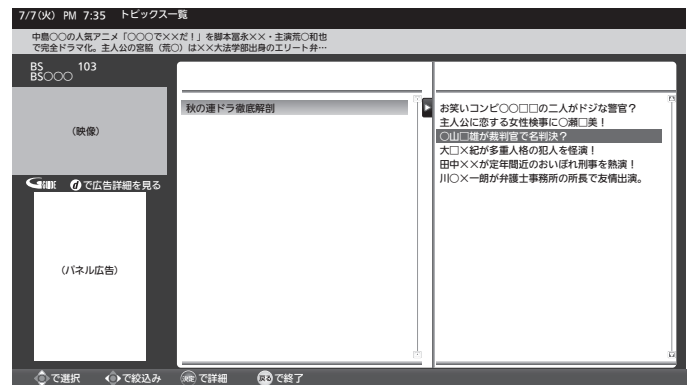 7/7(火) PM 7:35 トピックス一覧
中島○○の人気アニメ「○○○で××だ!」を脚本冨永××・主演荒○和也
で完全ドラマ化。主人公の宮脇(荒○)は××大法学部出身のエリート弁…
BS 103
BS○○○
(映像)
GUIDE dで広告詳細を見る
(パネル広告)
秋の連ドラ徹底解剖
お笑いコンビ○○□□の二人がドジな警官?
主人公に恋する女性検事に○瀬□美!
○山□雄が裁判官で名判決?
大□×紀が多重人格の犯人を怪演!
田中××が定年間近のおいぼれ刑事を熱演!
川○×一朗が弁護士事務所の所長で友情出演。
で選択 で絞込み 決定で詳細 戻るで終了